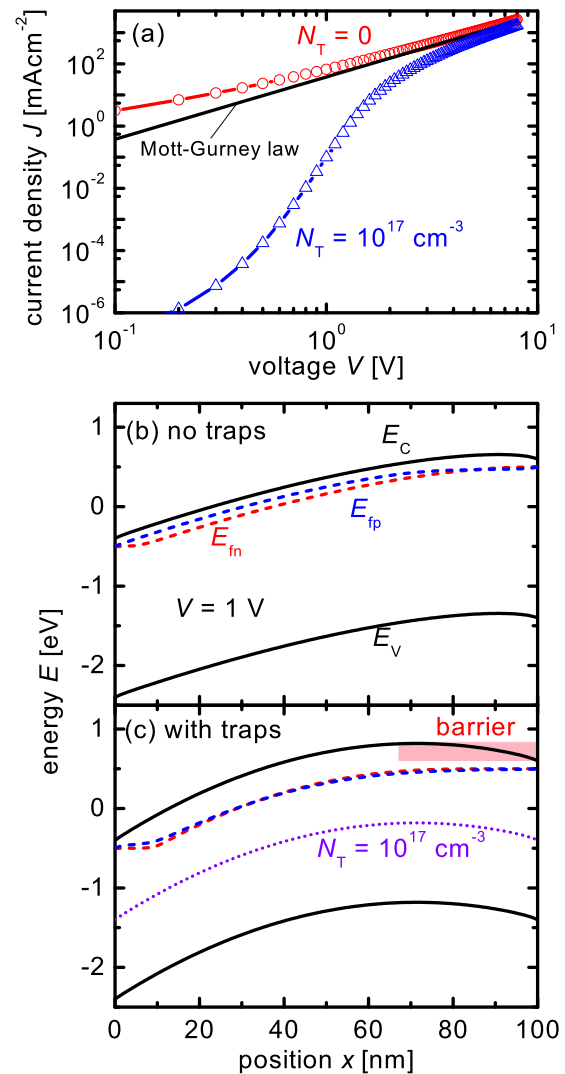 (a)
N_T = 0
Mott-Gurney law
N_T = 10^17 cm^-3
10^2
10^0
10^-2
10^-4
10^-6
current density J [mAcm^-2]
10^-1 10^0 10^1
voltage V [V]
(b) no traps
E_C
E_fp
E_fn
V = 1 V
E_V
1
0
-1
-2
energy E [eV]
(c) with traps
barrier
N_T = 10^17 cm^-3
1
0
-1
-2
0 20 40 60 80 100
position x [nm]